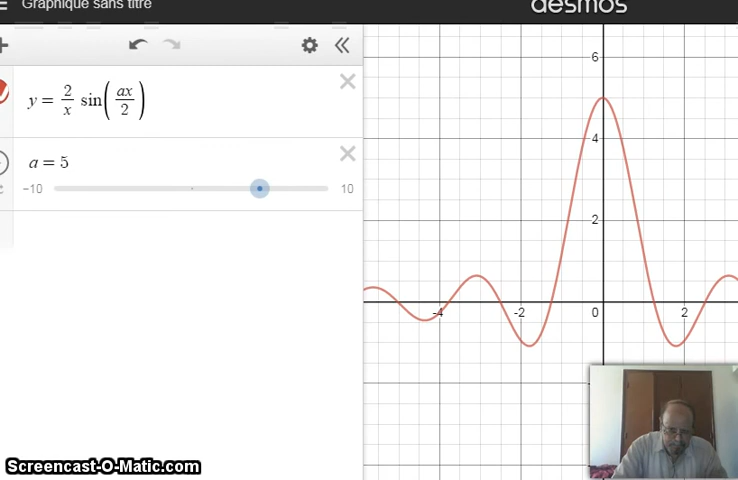 Graphique sans titre
desmos
y = 2/x sin(ax/2)
a = 5
-10
10
6
4
2
-4
-2
0
2
Screencast-O-Matic.com